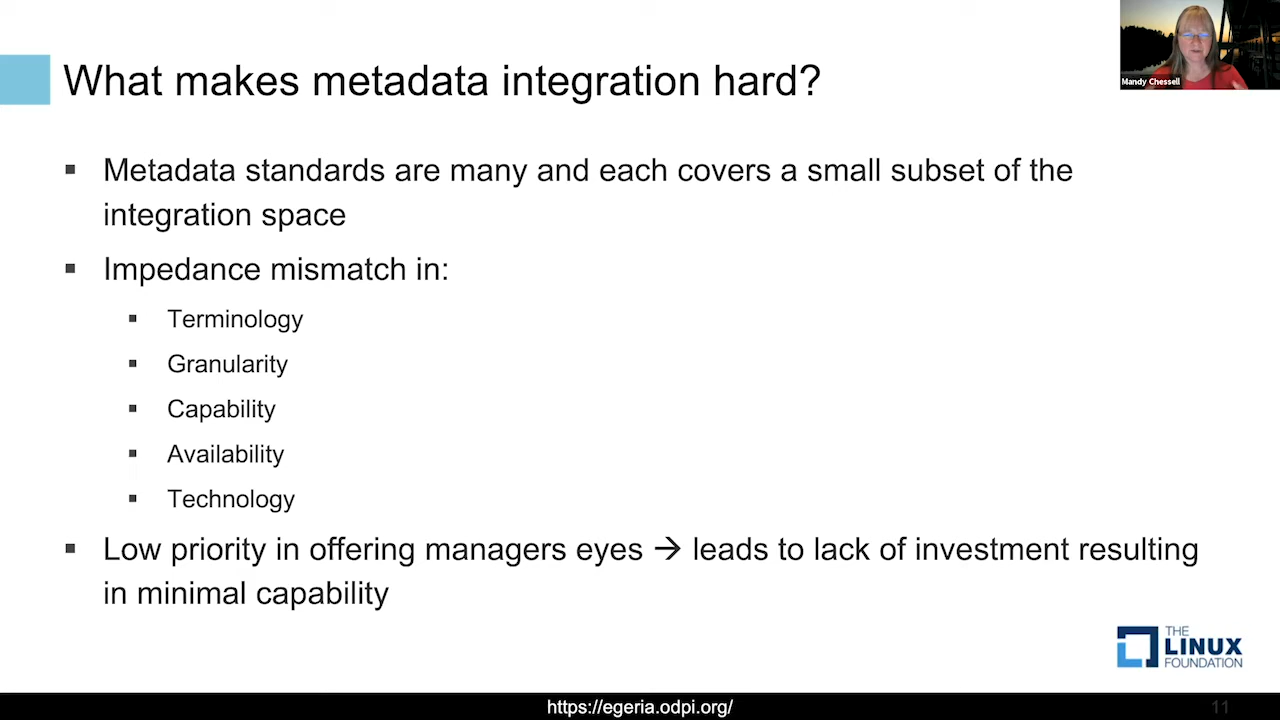 Mandy Chessell
What makes metadata integration hard?
▪ Metadata standards are many and each covers a small subset of the
integration space
▪ Impedance mismatch in:
▪ Terminology
▪ Granularity
▪ Capability
▪ Availability
▪ Technology
▪ Low priority in offering managers eyes → leads to lack of investment resulting
in minimal capability
THE
LINUX
FOUNDATION
https://egeria.odpi.org/
11